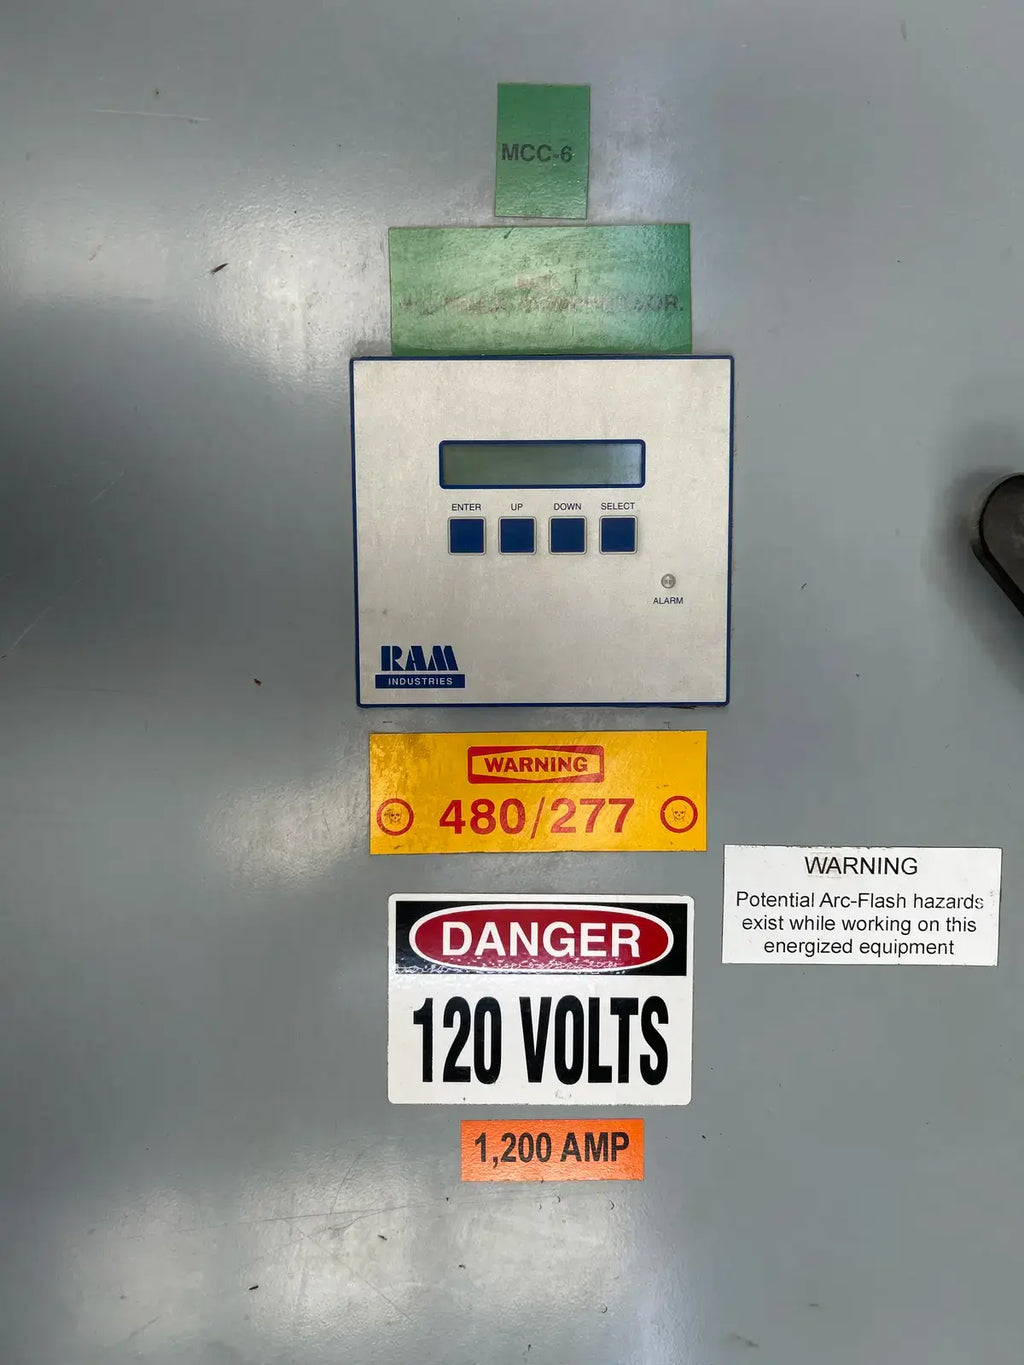 MCC-6
ENTER
UP
DOWN
SELECT
ALARM
RAM
INDUSTRIES
WARNING
480/277
WARNING
Potential Arc-Flash hazards
exist while working on this
energized equipment
DANGER
120 VOLTS
1,200 AMP